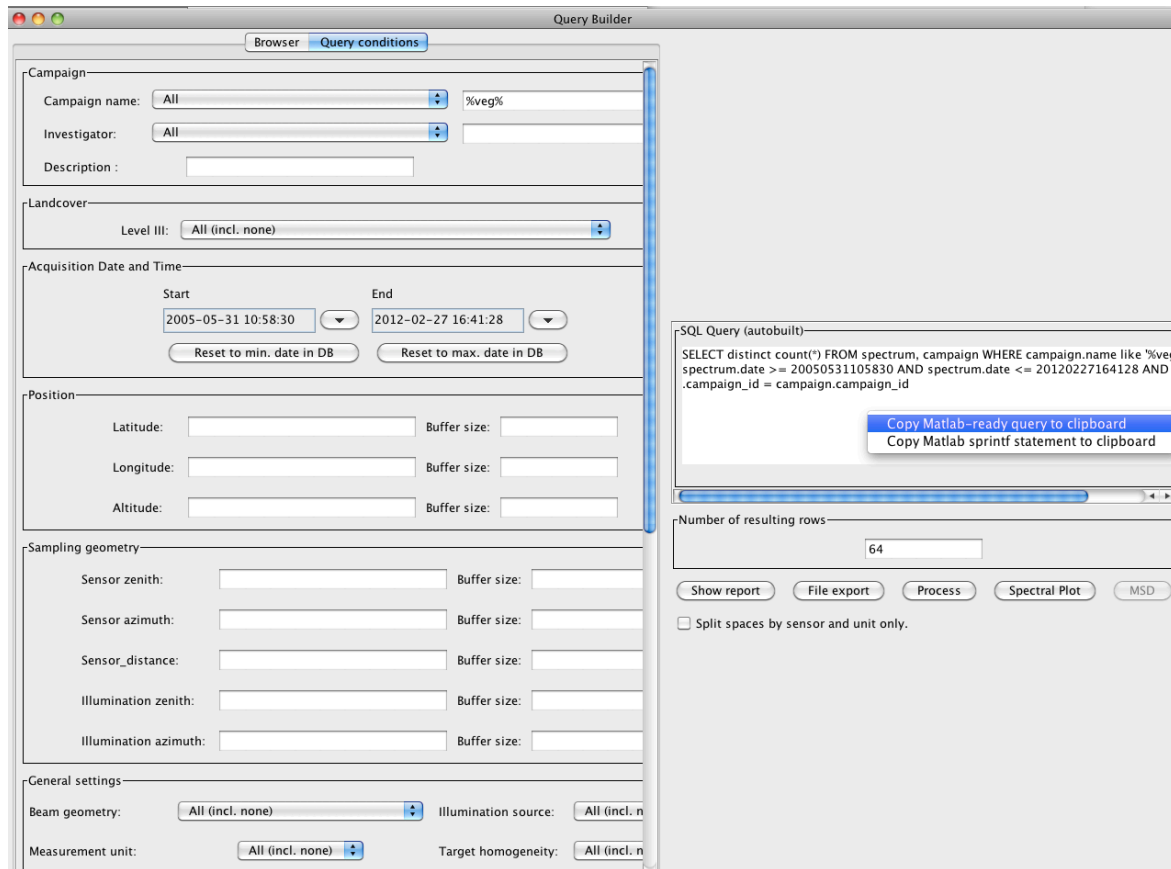 Query Builder
Browser Query conditions
Campaign
Campaign name: All %veg%
Investigator: All
Description :
Landcover
Level III: All (incl. none)
Acquisition Date and Time
Start End
2005-05-31 10:58:30 2012-02-27 16:41:28
Reset to min. date in DB Reset to max. date in DB
Position
Latitude: Buffer size:
Longitude: Buffer size:
Altitude: Buffer size:
Sampling geometry
Sensor zenith: Buffer size:
Sensor azimuth: Buffer size:
Sensor_distance: Buffer size:
Illumination zenith: Buffer size:
Illumination azimuth: Buffer size:
General settings
Beam geometry: All (incl. none) Illumination source: All (incl. n
Measurement unit: All (incl. none) Target homogeneity: All (incl. n
SQL Query (autobuilt)
SELECT distinct count(*) FROM spectrum, campaign WHERE campaign.name like '%veg
spectrum.date >= 20050531105830 AND spectrum.date <= 20120227164128 AND
.campaign_id = campaign.campaign_id
Copy Matlab-ready query to clipboard
Copy Matlab sprintf statement to clipboard
Number of resulting rows
64
Show report File export Process Spectral Plot MSD
Split spaces by sensor and unit only.